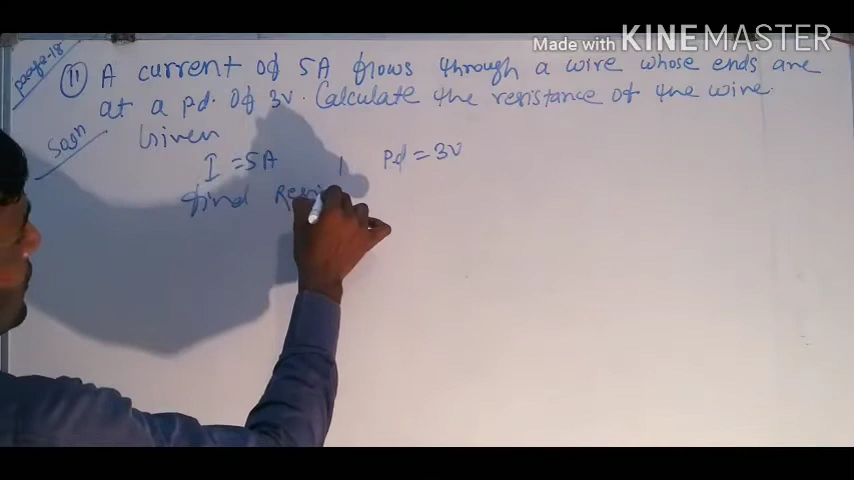 Made with KINEMASTER
page-18
(11) A current of 5A flows through a wire whose ends are
at a pd. of 3v. Calculate the resistance of the wire.
Soln
Given
I = 5A , Pd = 3v
find Resi